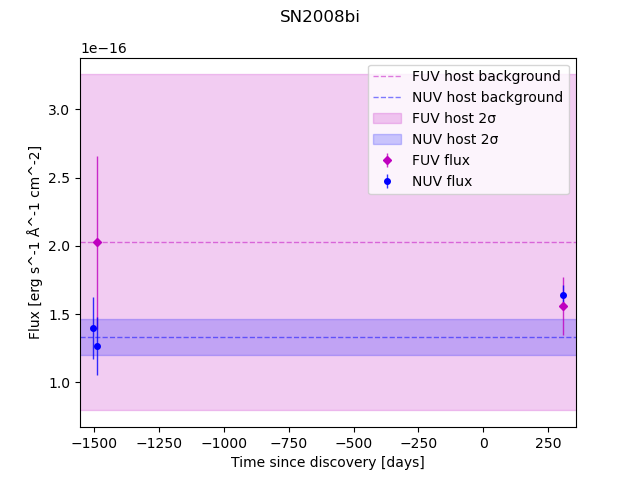 SN2008bi
1e−16
FUV host background
NUV host background
FUV host 2σ
NUV host 2σ
FUV flux
NUV flux
3.0
2.5
2.0
1.5
1.0
Flux [erg s^-1 Å^-1 cm^-2]
−1500 −1250 −1000 −750 −500 −250 0 250
Time since discovery [days]